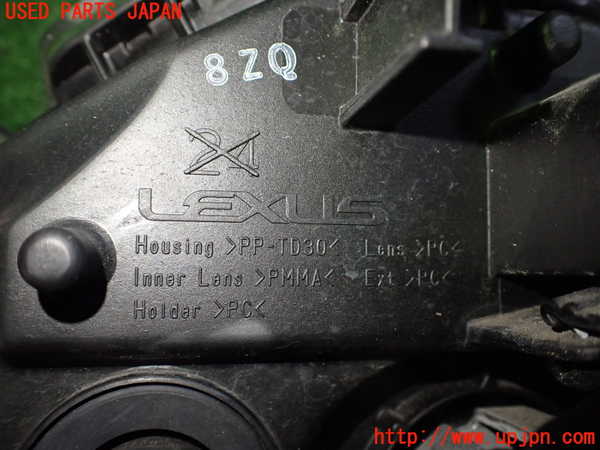 USED PARTS JAPAN
8ZQ
24
LEXUS
Housing >PP-TD30< Lens >PC<
Inner Lens >PMMA< Ext >PC<
Holder >PC<
http://www.upjpn.com/